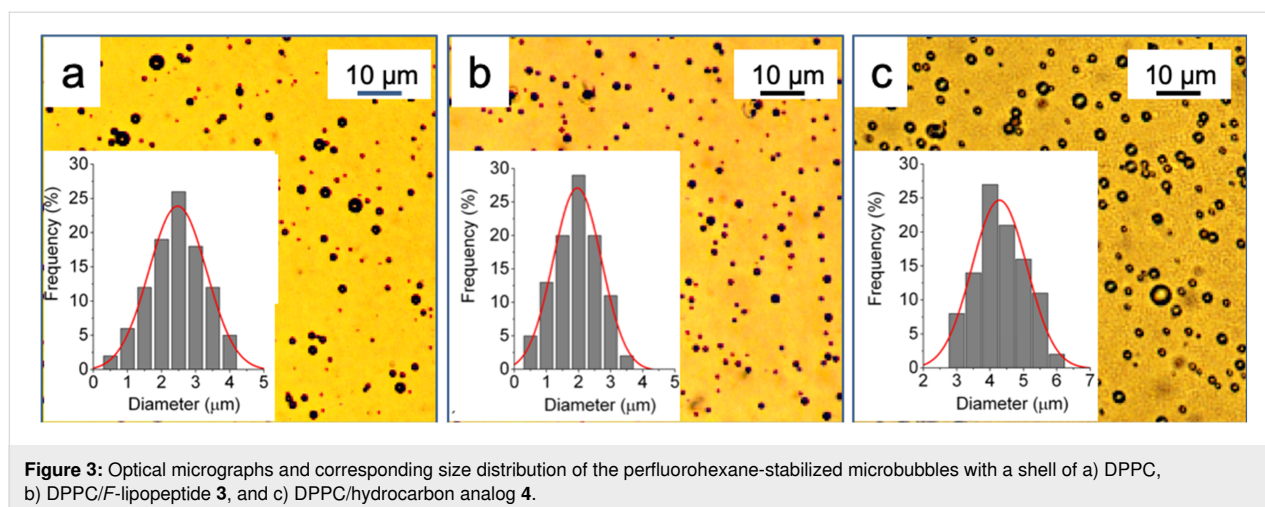 a
10 µm
b
10 µm
c
10 µm
30
25
20
15
10
5
0
Frequency (%)
0 1 2 3 4 5
Diameter (µm)
30
25
20
15
10
5
0
Frequency (%)
0 1 2 3 4 5
Diameter (µm)
30
25
20
15
10
5
0
Frequency (%)
2 3 4 5 6 7
Diameter (µm)
Figure 3: Optical micrographs and corresponding size distribution of the perfluorohexane-stabilized microbubbles with a shell of a) DPPC,
b) DPPC/F-lipopeptide 3, and c) DPPC/hydrocarbon analog 4.